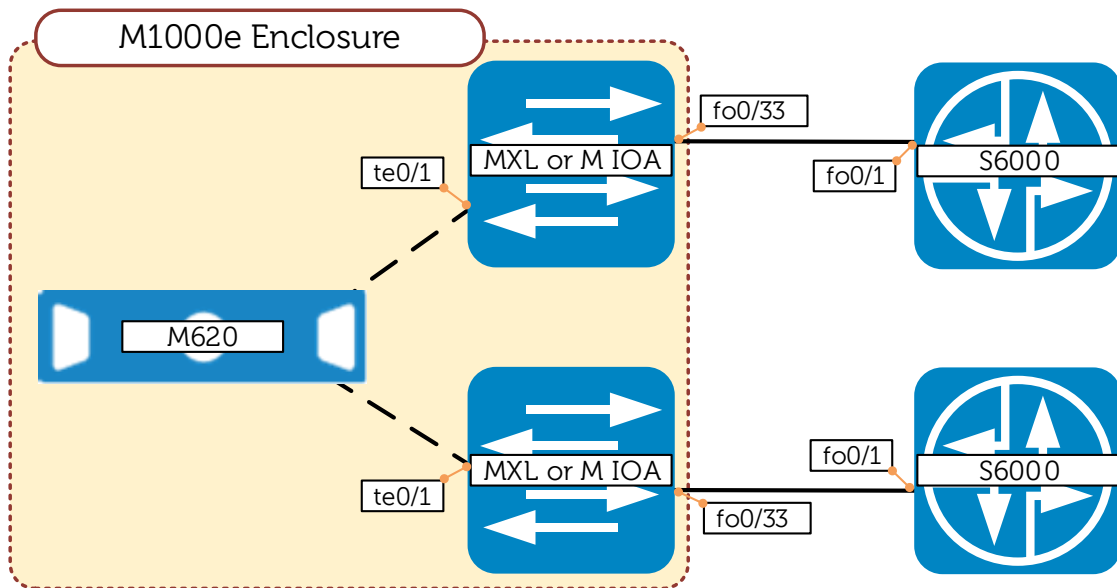 M1000e Enclosure
fo0/33
MXL or M IOA
S6000
te0/1
fo0/1
M620
fo0/1
MXL or M IOA
S6000
te0/1
fo0/33